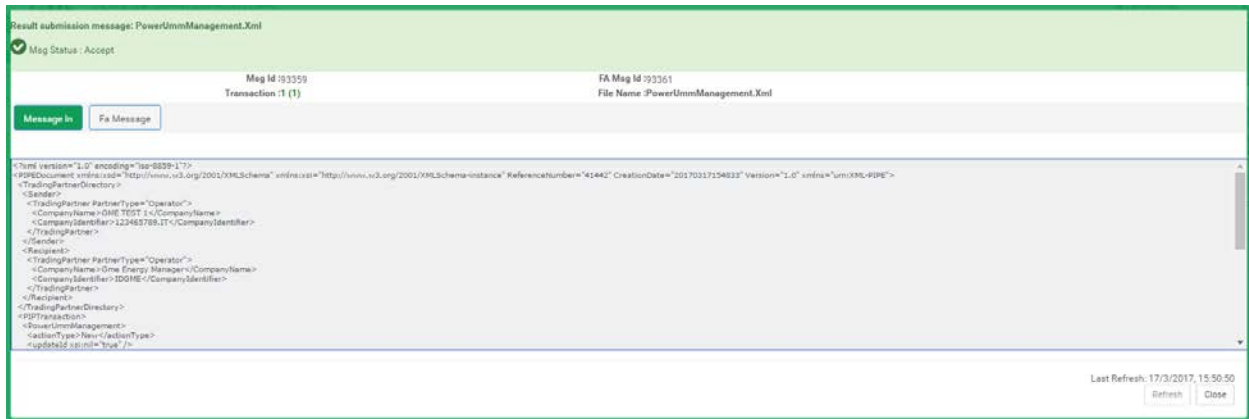 Result submission message: PowerUmmManagement.Xml
Msg Status : Accept
Msg Id :93359 FA Msg Id :93361
Transaction :1 (1) File Name :PowerUmmManagement.Xml
Message In Fa Message
<?xml version="1.0" encoding="iso-8859-1"?>
<PIPEDocument xmlns:xsd="http://www.w3.org/2001/XMLSchema" xmlns:xsi="http://www.w3.org/2001/XMLSchema-instance" ReferenceNumber="41442" CreationDate="20170317154833" Version="1.0" xmlns="urn:XML-PIPE">
<TradingPartnerDirectory>
<Sender>
<TradingPartner PartnerType="Operator">
<CompanyName>GME TEST 1</CompanyName>
<CompanyIdentifier>123465789.IT</CompanyIdentifier>
</TradingPartner>
</Sender>
<Recipient>
<TradingPartner PartnerType="Operator">
<CompanyName>Gme Energy Manager</CompanyName>
<CompanyIdentifier>IDGME</CompanyIdentifier>
</TradingPartner>
</Recipient>
</TradingPartnerDirectory>
<PIPTransaction>
<PowerUmmManagement>
<actionType>New</actionType>
<updateId xsi:nil="true" />
Last Refresh: 17/3/2017, 15:50:50
Refresh Close